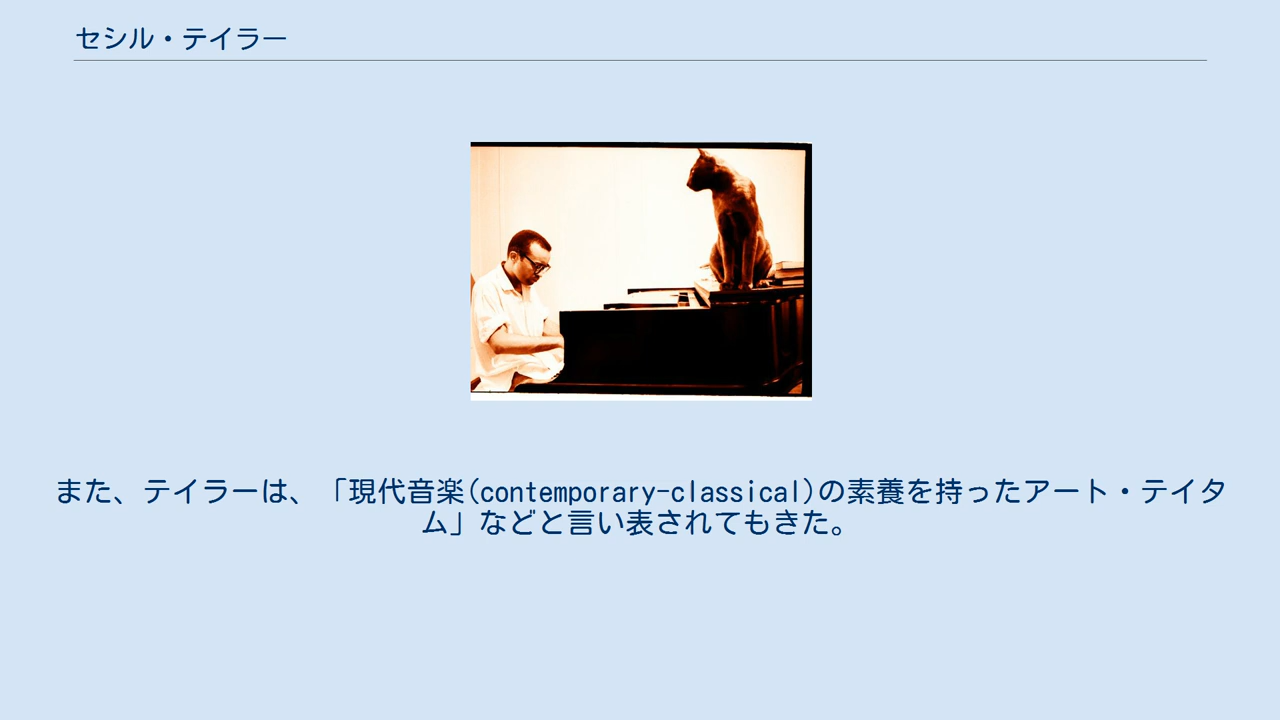 セシル・テイラー
また、テイラーは、「現代音楽(contemporary-classical)の素養を持ったアート・テイタ
ム」などと言い表されてもきた。